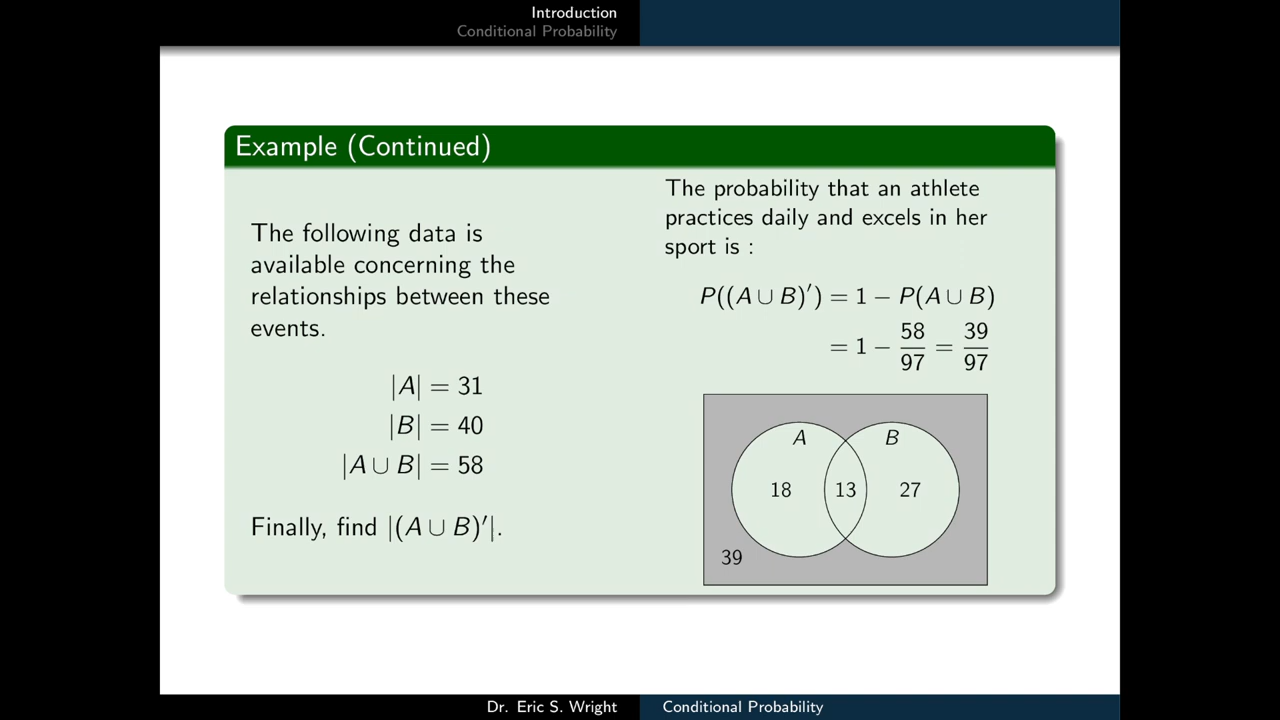 Introduction
Conditional Probability
Example (Continued)
The following data is
available concerning the
relationships between these
events.
|A| = 31
|B| = 40
|A ∪ B| = 58
Finally, find |(A ∪ B)′|.
The probability that an athlete
practices daily and excels in her
sport is :
P((A ∪ B)′) = 1 − P(A ∪ B)
= 1 − 58/97 = 39/97
A B
18 13 27
39
Dr. Eric S. Wright
Conditional Probability